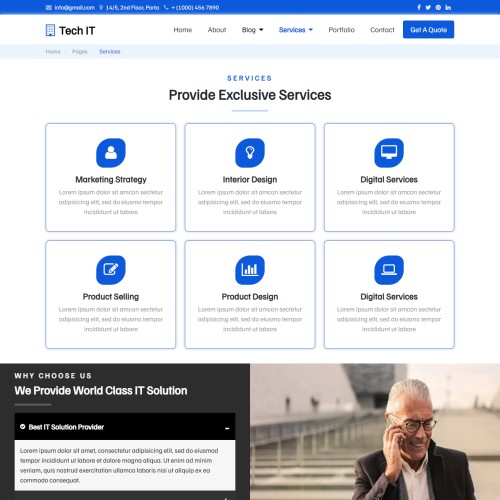 info@gmail.com 14/5, 2nd Floor, Porta + (1000) 456 7890
Tech IT
Home About Blog Services Portfolio Contact Get A Quote
Home Pages Services
SERVICES
Provide Exclusive Services
Marketing Strategy
Lorem ipsum dolor sit amcon sectetur
adipisicing elit, sed do eiusmo tempor
incididunt ut labore
Interior Design
Lorem ipsum dolor sit amcon sectetur
adipisicing elit, sed do eiusmo tempor
incididunt ut labore
Digital Services
Lorem ipsum dolor sit amcon sectetur
adipisicing elit, sed do eiusmo tempor
incididunt ut labore
Product Selling
Lorem ipsum dolor sit amcon sectetur
adipisicing elit, sed do eiusmo tempor
incididunt ut labore
Product Design
Lorem ipsum dolor sit amcon sectetur
adipisicing elit, sed do eiusmo tempor
incididunt ut labore
Digital Services
Lorem ipsum dolor sit amcon sectetur
adipisicing elit, sed do eiusmo tempor
incididunt ut labore
WHY CHOOSE US
We Provide World Class IT Solution
Best IT Solution Provider
Lorem ipsum dolor sit amet, consectetur adipiscing elit, sed do eiusmod
tempor incididunt ut labore et dolore magna aliqua. Ut enim ad minim
veniam, quis nostrud exercitation ullamco laboris nisi ut aliquip ex ea
commodo consequat.